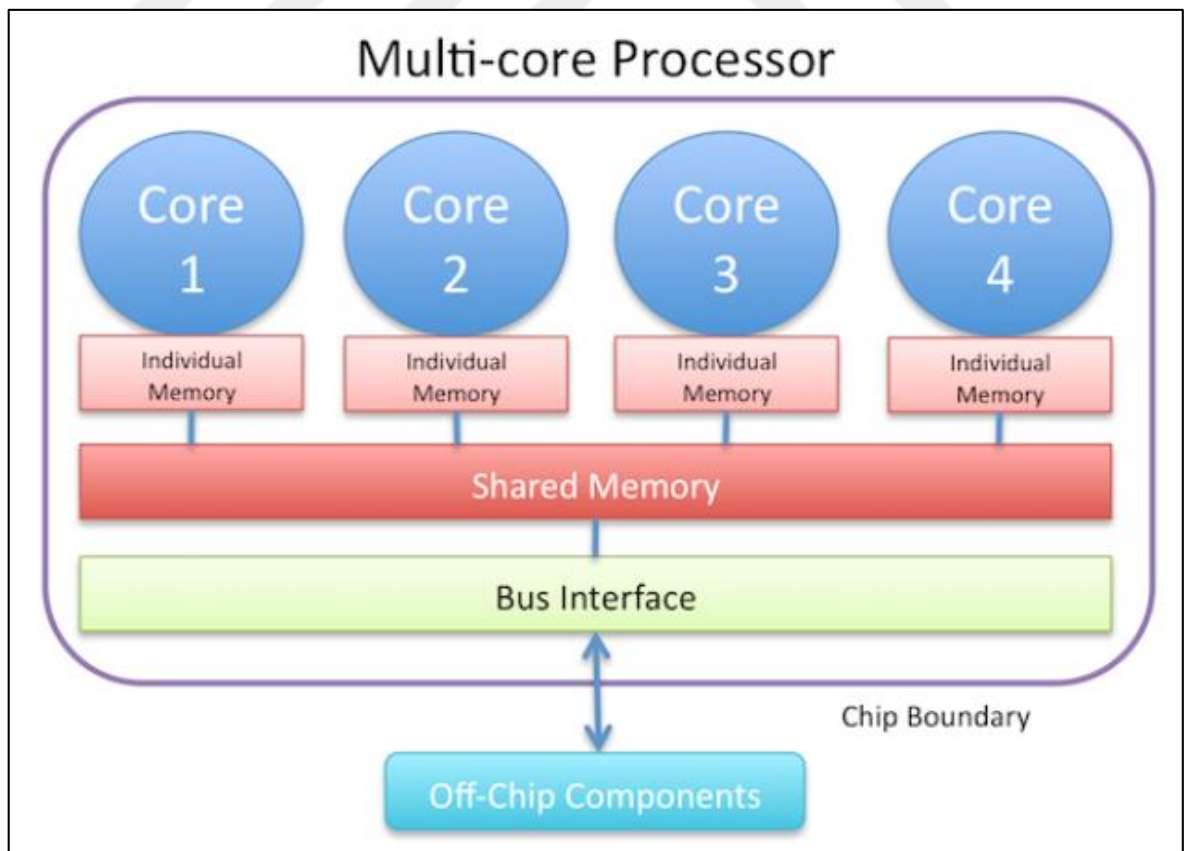 Multi-core Processor
Core
1
Core
2
Core
3
Core
4
Individual
Memory
Individual
Memory
Individual
Memory
Individual
Memory
Shared Memory
Bus Interface
Chip Boundary
Off-Chip Components